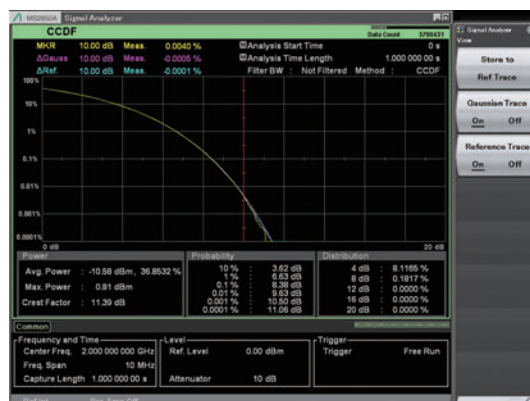 MS2850A Signal Analyzer
CCDF
Data Count 3790431
MKR 10.00 dB Meas. 0.0040 %
ΔGauss 10.00 dB Meas. -0.0005 %
ΔRef. 10.00 dB Meas. -0.0001 %
Analysis Start Time 0 s
Analysis Time Length 1.000 000 00 s
Filter BW : Not Filtered Method : CCDF
100%
10%
1%
0.1%
0.01%
0.001%
0.0001%
0 dB 20 dB
Power
Avg. Power : -10.58 dBm, 36.8532 %
Max. Power : 0.81 dBm
Crest Factor : 11.39 dB
Probability
10 % : 3.62 dB
1 % : 6.63 dB
0.1 % : 8.38 dB
0.01 % : 9.63 dB
0.001 % : 10.50 dB
0.0001 % : 11.06 dB
Distribution
4 dB : 8.1165 %
8 dB : 0.1817 %
12 dB : 0.0000 %
16 dB : 0.0000 %
20 dB : 0.0000 %
Common
Frequency and Time
Center Freq. 2.000 000 000 GHz
Freq. Span 10 MHz
Capture Length 1.000 000 00 s
Level
Ref. Level 0.00 dBm
Attenuator 10 dB
Trigger
Trigger Free Run
Signal Analyzer
View
Store to
Ref Trace
Gaussian Trace
On Off
Reference Trace
On Off